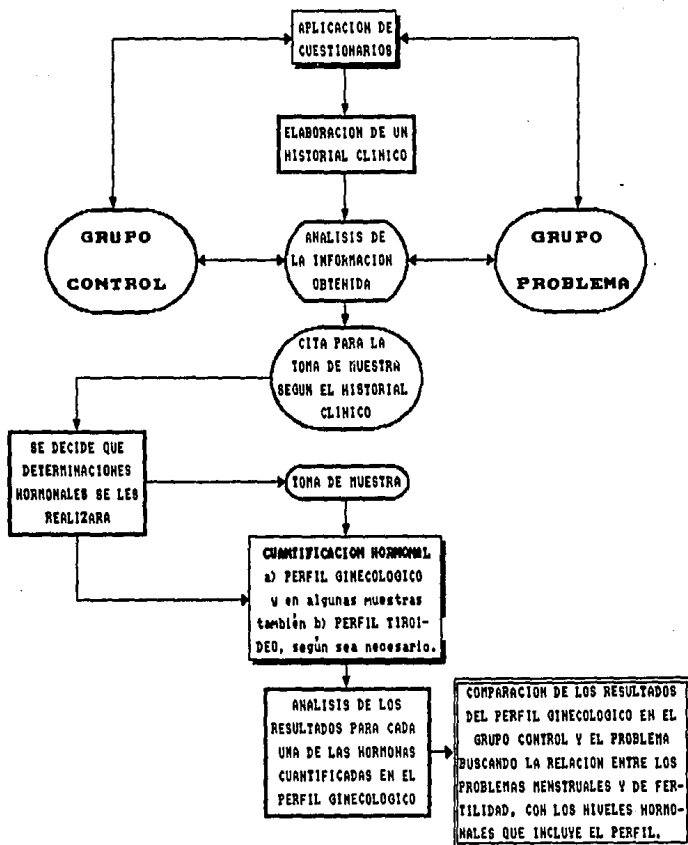 APLICACION DE
CUESTIONARIOS
ELABORACION DE UN
HISTORIAL CLINICO
GRUPO
CONTROL
ANALISIS DE
LA INFORMACION
OBTENIDA
GRUPO
PROBLEMA
CITA PARA LA
TOMA DE MUESTRA
SEGUN EL HISTORIAL
CLINICO
SE DECIDE QUE
DETERMINACIONES
HORMONALES SE LES
REALIZARA
TOMA DE MUESTRA
CUANTIFICACION HORMONAL
a) PERFIL GINECOLOGICO
y en algunas muestras
también b) PERFIL TIROI-
DEO, según sea necesario.
ANALISIS DE LOS
RESULTADOS PARA CADA
UNA DE LAS HORMONAS
CUANTIFICADAS EN EL
PERFIL GINECOLOGICO
COMPARACION DE LOS RESULTADOS
DEL PERFIL GINECOLOGICO EN EL
GRUPO CONTROL Y EL PROBLEMA
BUSCANDO LA RELACION ENTRE LOS
PROBLEMAS MENSTRUALES Y DE FER-
TILIDAD, CON LOS NIVELES HORMO-
NALES QUE INCLUYE EL PERFIL.